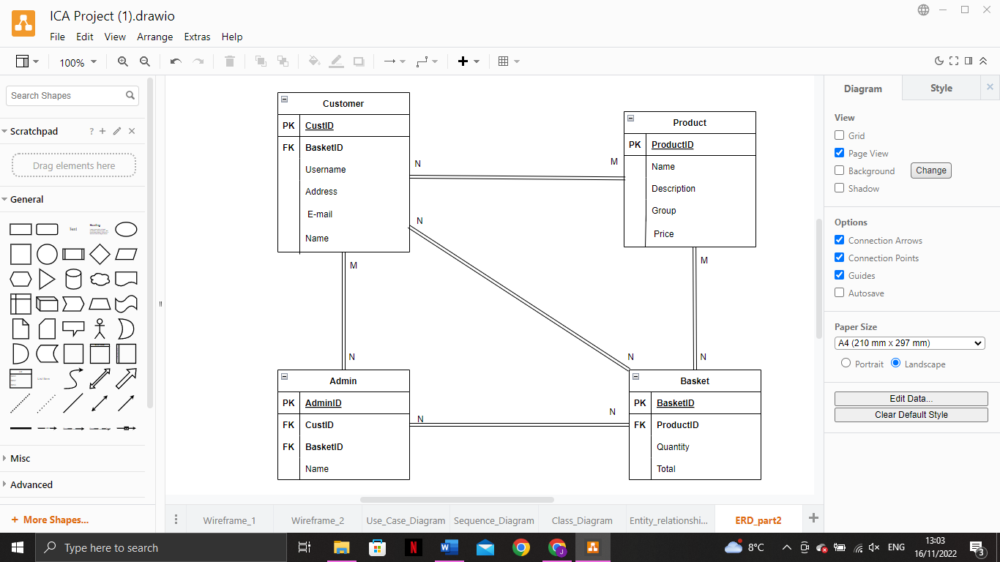 ICA Project (1).drawio
File Edit View Arrange Extras Help
100%
Search Shapes
Scratchpad ?
Drag elements here
General
Text
Heading
Misc
Advanced
+ More Shapes...
Customer
PK CustID
FK BasketID
Username
Address
E-mail
Name
Product
PK ProductID
Name
Description
Group
Price
N M
N
M
M
N
N
N
N N
Admin
PK AdminID
FK CustID
FK BasketID
Name
Basket
PK BasketID
FK ProductID
Quantity
Total
Diagram Style
View
Grid
Page View
Background Change
Shadow
Options
Connection Arrows
Connection Points
Guides
Autosave
Paper Size
A4 (210 mm x 297 mm)
Portrait Landscape
Edit Data...
Clear Default Style
Wireframe_1 Wireframe_2 Use_Case_Diagram Sequence_Diagram Class_Diagram Entity_relationshi... ERD_part2
Type here to search
8°C ENG 13:03
16/11/2022
3